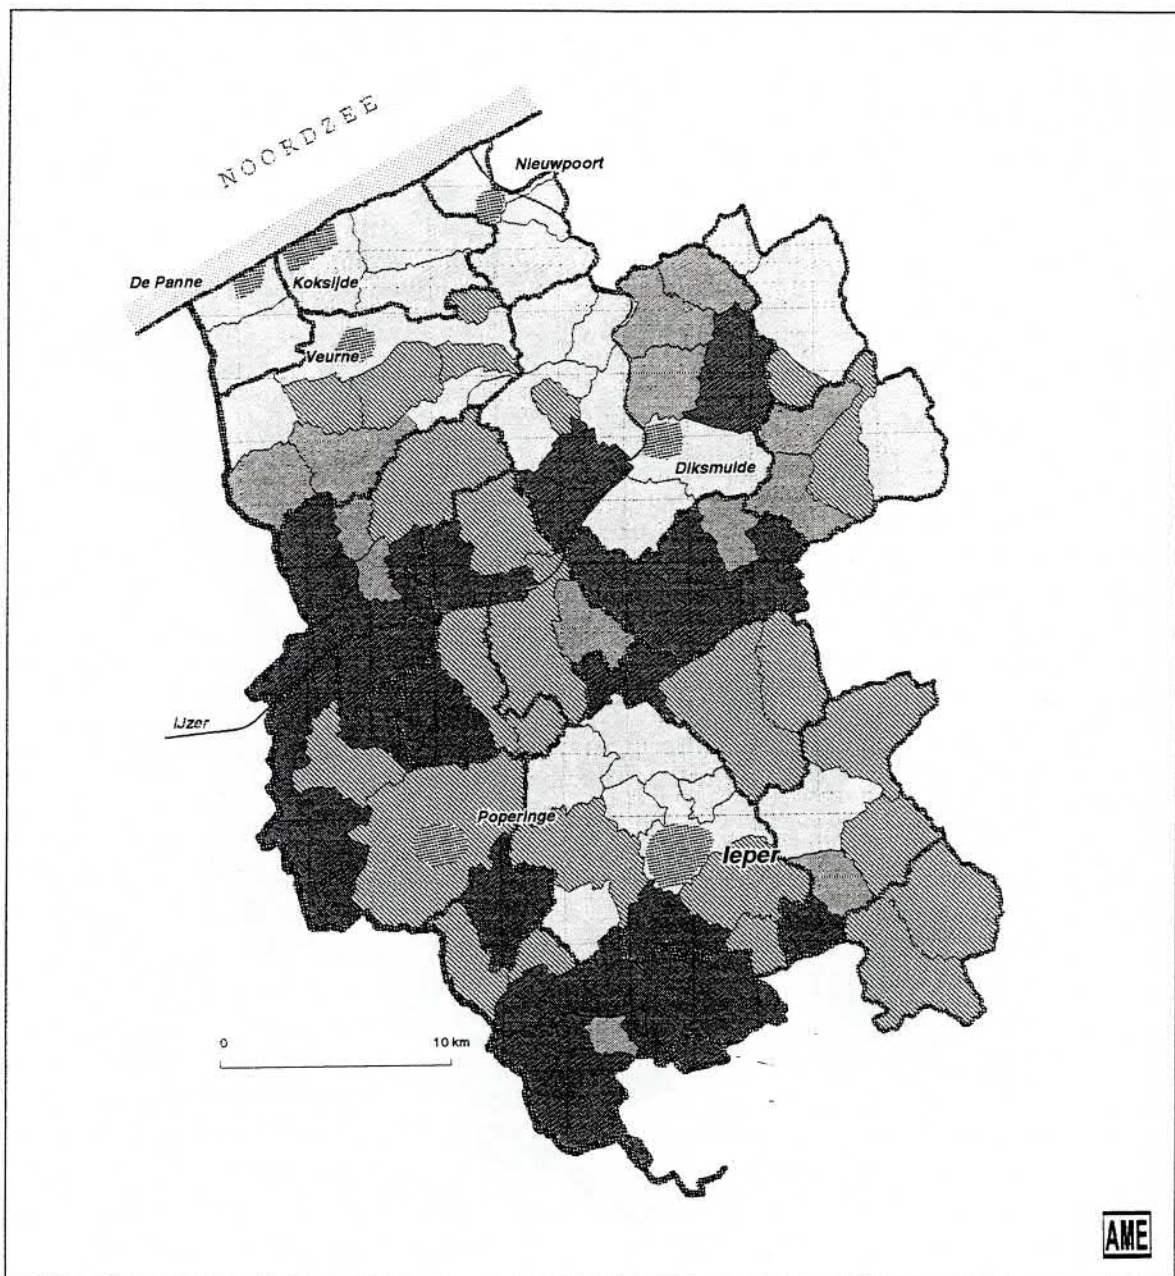 NOORDZEE
Nieuwpoort
De Panne
Koksijde
Veurne
Diksmuide
IJzer
Poperinge
Ieper
0 10 km
AME